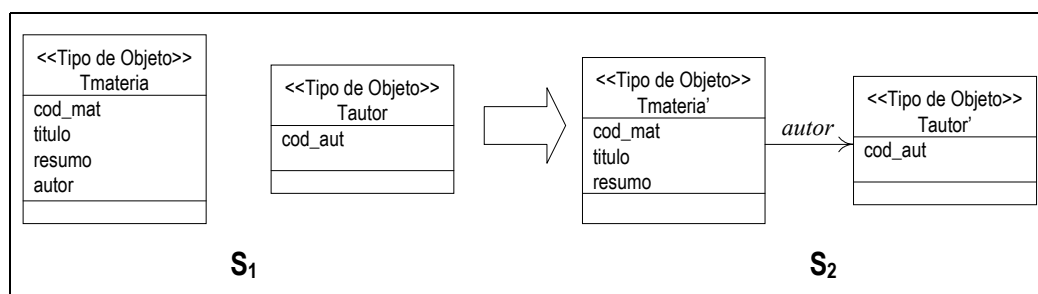 <<Tipo de Objeto>>
Tmateria
cod_mat
titulo
resumo
autor
<<Tipo de Objeto>>
Tautor
cod_aut
<<Tipo de Objeto>>
Tmateria’
cod_mat
titulo
resumo
autor
<<Tipo de Objeto>>
Tautor’
cod_aut
S1
S2